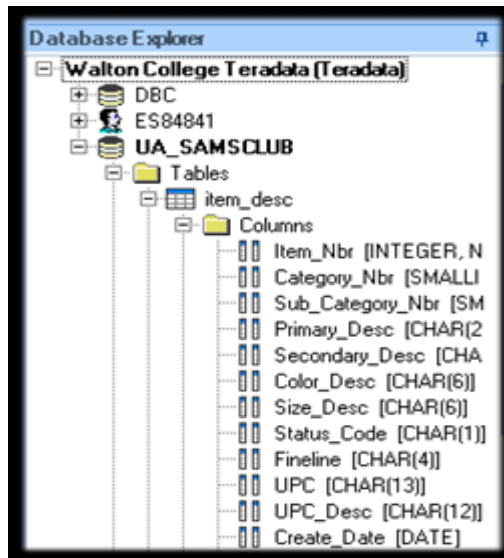 Database Explorer
Walton College Teradata (Teradata)
DBC
ES84841
UA_SAMSCLUB
Tables
item_desc
Columns
Item_Nbr [INTEGER, N
Category_Nbr [SMALLI
Sub_Category_Nbr [SM
Primary_Desc [CHAR(2
Secondary_Desc [CHA
Color_Desc [CHAR(6)]
Size_Desc [CHAR(6)]
Status_Code [CHAR(1)]
Fineline [CHAR(4)]
UPC [CHAR(13)]
UPC_Desc [CHAR(12)]
Create_Date [DATE]